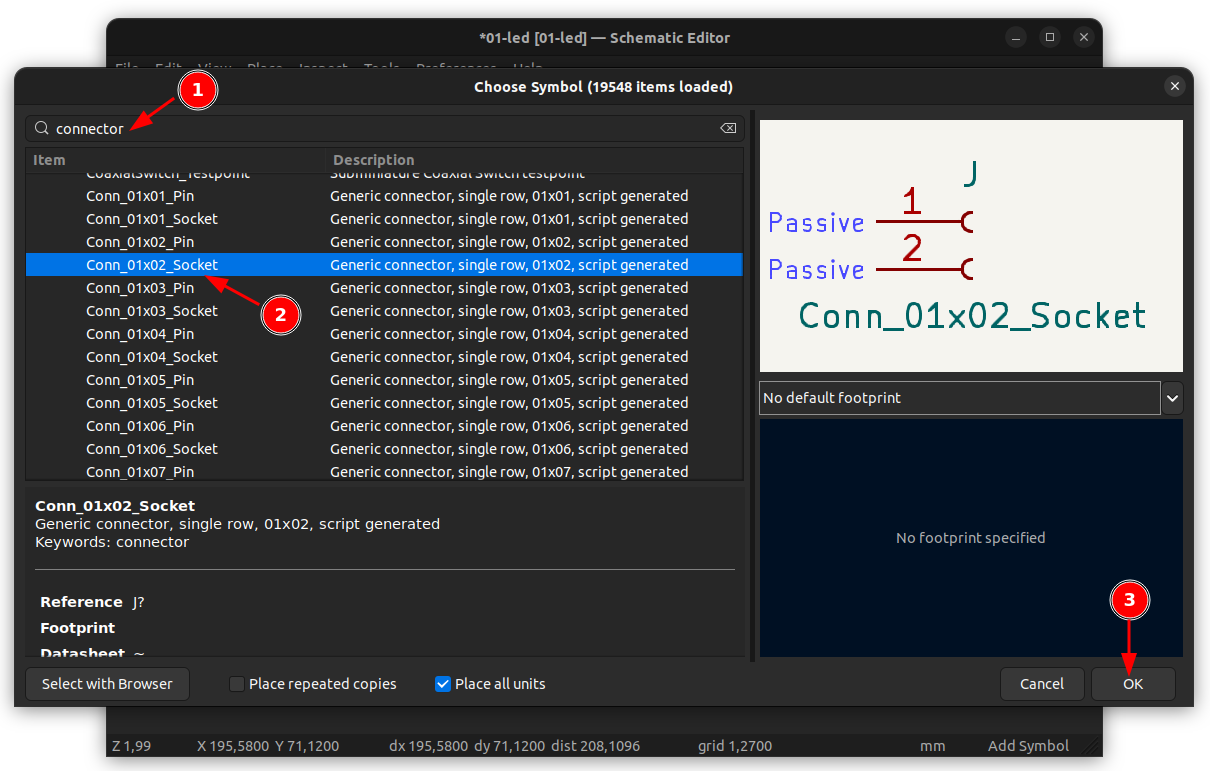 *01-led [01-led] — Schematic Editor
File Edit View Place Inspect Tools Preferences Help
Choose Symbol (19548 items loaded)
1
connector
Item Description
CoaxialSwitch_Testpoint Subminiature Coaxial Switch testpoint
Conn_01x01_Pin Generic connector, single row, 01x01, script generated
Conn_01x01_Socket Generic connector, single row, 01x01, script generated
Conn_01x02_Pin Generic connector, single row, 01x02, script generated
Conn_01x02_Socket Generic connector, single row, 01x02, script generated
Conn_01x03_Pin Generic connector, single row, 01x03, script generated
Conn_01x03_Socket Generic connector, single row, 01x03, script generated
Conn_01x04_Pin Generic connector, single row, 01x04, script generated
Conn_01x04_Socket Generic connector, single row, 01x04, script generated
Conn_01x05_Pin Generic connector, single row, 01x05, script generated
Conn_01x05_Socket Generic connector, single row, 01x05, script generated
Conn_01x06_Pin Generic connector, single row, 01x06, script generated
Conn_01x06_Socket Generic connector, single row, 01x06, script generated
Conn_01x07_Pin Generic connector, single row, 01x07, script generated
2
Conn_01x02_Socket
Generic connector, single row, 01x02, script generated
Keywords: connector
Reference J?
Footprint
Datasheet ~
J
Passive 1
Passive 2
Conn_01x02_Socket
No default footprint
No footprint specified
3
Select with Browser Place repeated copies Place all units Cancel OK
Z 1,99 X 195,5800 Y 71,1200 dx 195,5800 dy 71,1200 dist 208,1096 grid 1,2700 mm Add Symbol